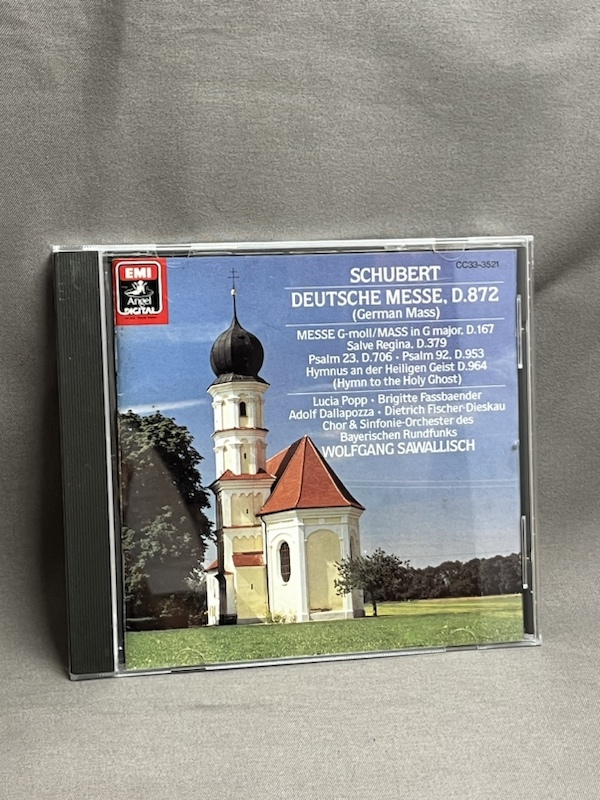 EMI
Angel
DIGITAL
CC33-3521
SCHUBERT
DEUTSCHE MESSE, D.872
(German Mass)
MESSE G-moll/MASS in G major, D.167
Salve Regina, D.379
Psalm 23, D.706 • Psalm 92, D.953
Hymnus an der Heiligen Geist D.964
(Hymn to the Holy Ghost)
Lucia Popp • Brigitte Fassbaender
Adolf Dallapozza • Dietrich Fischer-Dieskau
Chor & Sinfonie-Orchester des
Bayerischen Rundfunks
WOLFGANG SAWALLISCH